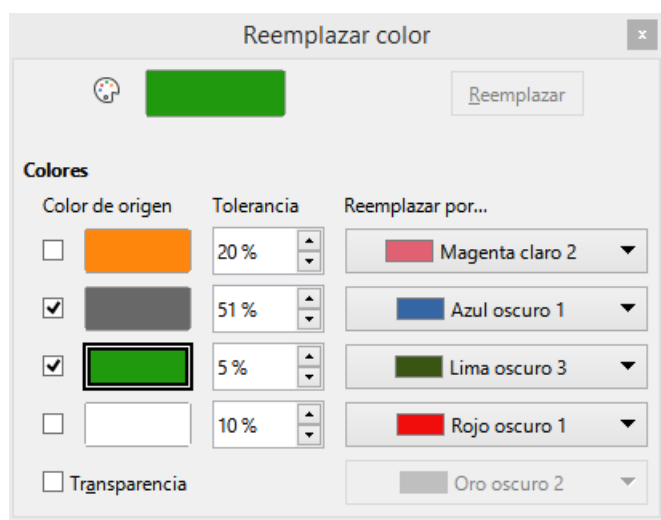 Reemplazar color
x
Reemplazar
Colores
Color de origen Tolerancia Reemplazar por...
20 % Magenta claro 2
51 % Azul oscuro 1
5 % Lima oscuro 3
10 % Rojo oscuro 1
Transparencia Oro oscuro 2